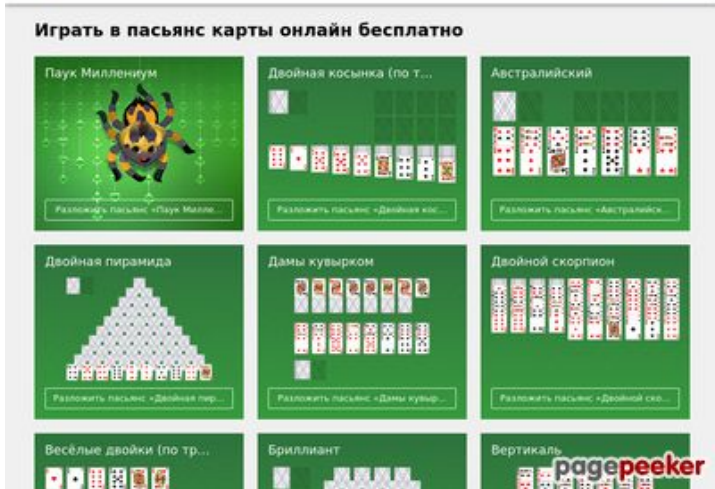 Играть в пасьянс карты онлайн бесплатно
Паук Миллениум
Двойная косынка (по т...
Австралийский
Разложить пасьянс «Паук Милле...
Разложить пасьянс «Двойная кос...
Разложить пасьянс «Австралийск...
Двойная пирамида
Дамы кувырком
Двойной скорпион
Разложить пасьянс «Двойная пир...
Разложить пасьянс «Дамы кувыр...
Разложить пасьянс «Двойной ско...
Весёлые двойки (по тр...
Бриллиант
Вертикаль
pagepeeker